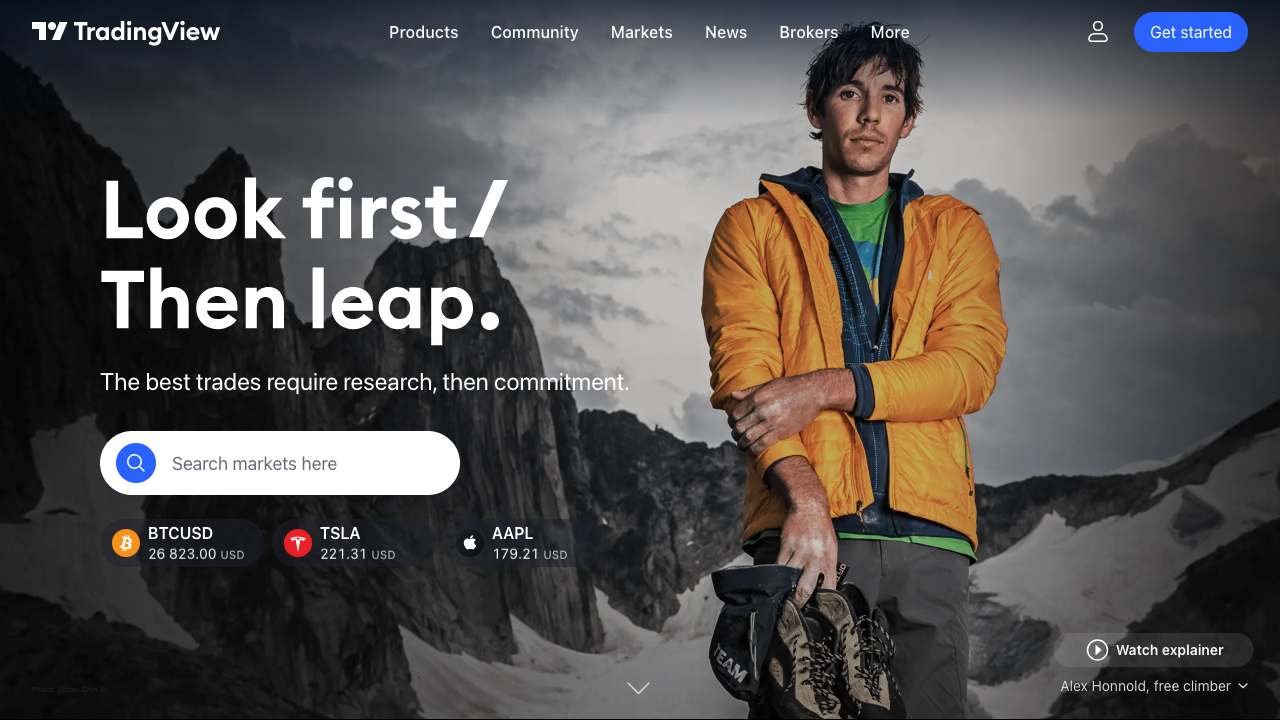 TradingView
Products Community Markets News Brokers More
Get started
Look first /
Then leap.
The best trades require research, then commitment.
Search markets here
BTCUSD
26 823.00 USD
TSLA
221.31 USD
AAPL
179.21 USD
TEAM
Watch explainer
Alex Honnold, free climber
Photo: Jimmy Chin ©